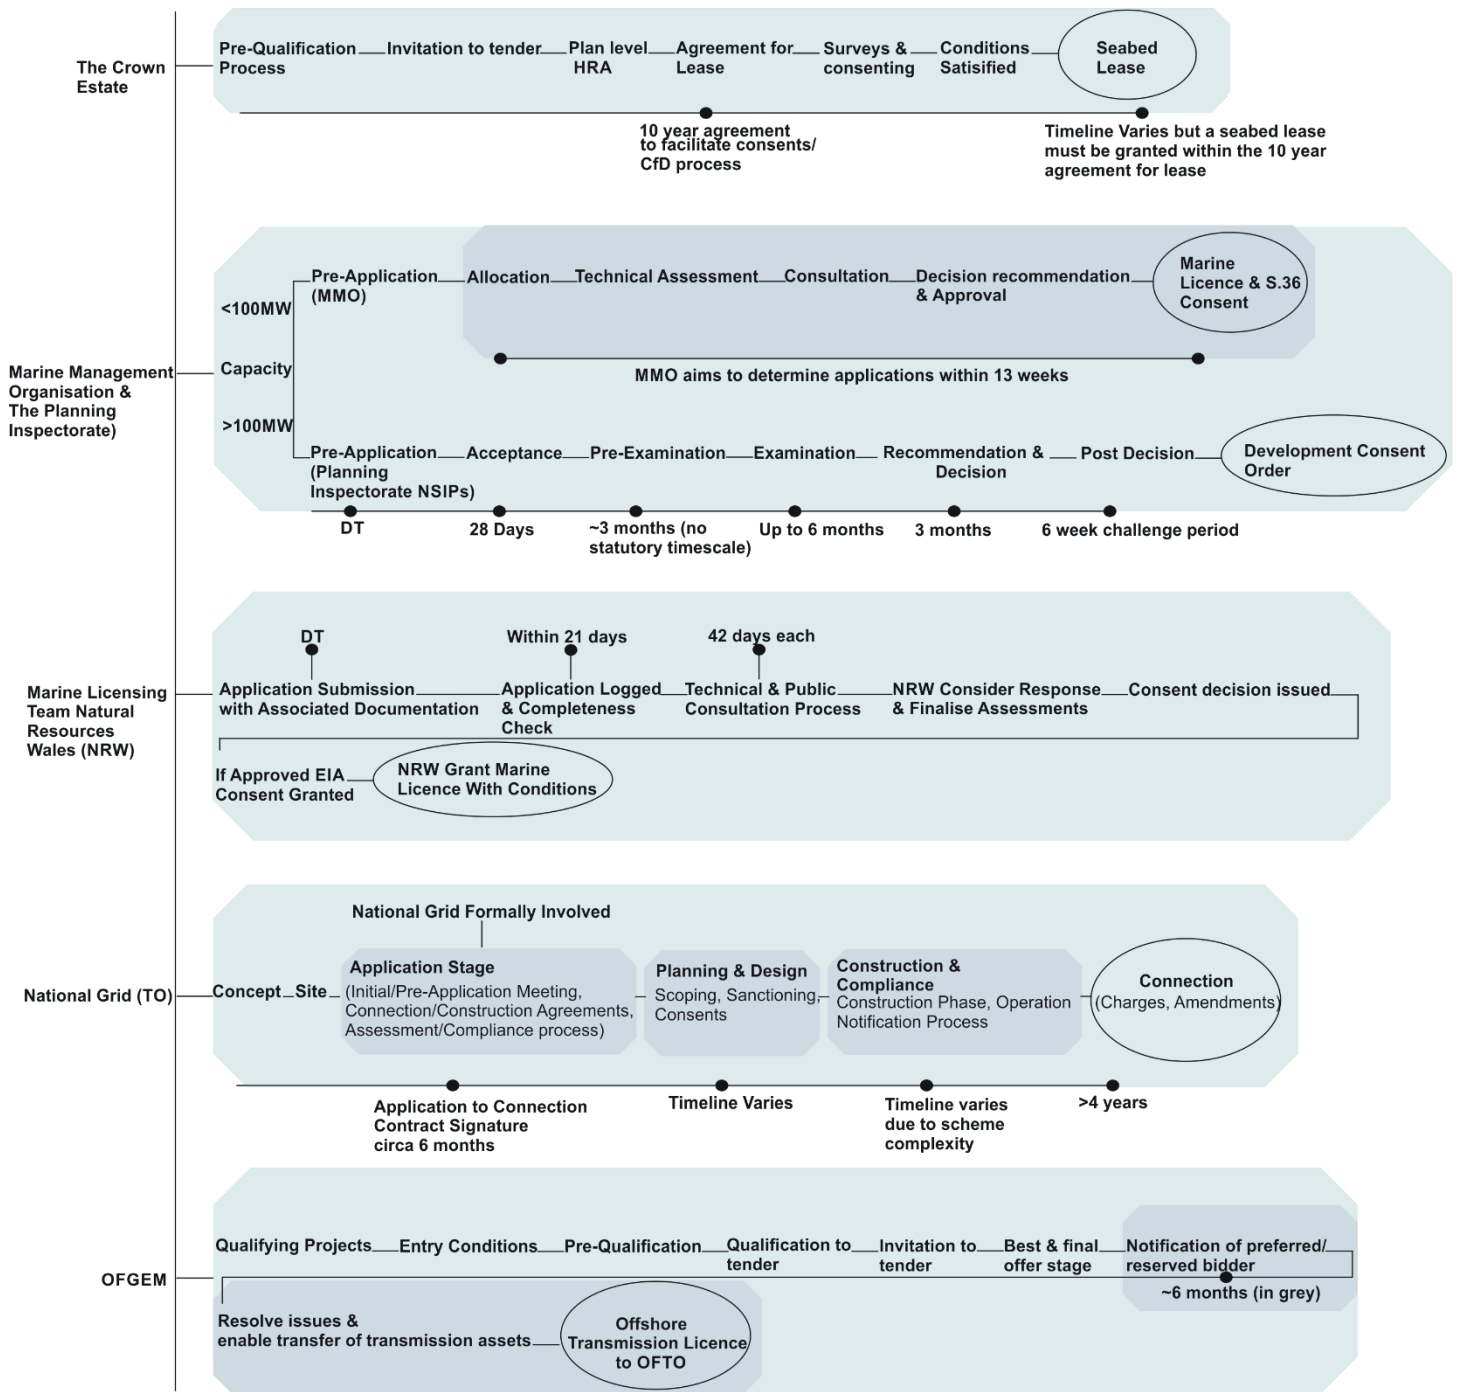 The Crown
Estate
Pre-Qualification
Process
Invitation to tender
Plan level
HRA
Agreement for
Lease
Surveys &
consenting
Conditions
Satisified
Seabed
Lease
10 year agreement
to facilitate consents/
CfD process
Timeline Varies but a seabed lease
must be granted within the 10 year
agreement for lease
Marine Management
Organisation &
The Planning
Inspectorate)
<100MW
Capacity
>100MW
Pre-Application
(MMO)
Allocation
Technical Assessment
Consultation
Decision recommendation
& Approval
Marine
Licence & S.36
Consent
MMO aims to determine applications within 13 weeks
Pre-Application
(Planning
Inspectorate NSIPs)
Acceptance
Pre-Examination
Examination
Recommendation &
Decision
Post Decision
Development Consent
Order
DT
28 Days
~3 months (no
statutory timescale)
Up to 6 months
3 months
6 week challenge period
Marine Licensing
Team Natural
Resources
Wales (NRW)
DT
Within 21 days
42 days each
Application Submission
with Associated Documentation
Application Logged
& Completeness
Check
Technical & Public
Consultation Process
NRW Consider Response
& Finalise Assessments
Consent decision issued
If Approved EIA
Consent Granted
NRW Grant Marine
Licence With Conditions
National Grid (TO)
National Grid Formally Involved
Concept
Site
Application Stage
(Initial/Pre-Application Meeting,
Connection/Construction Agreements,
Assessment/Compliance process)
Planning & Design
Scoping, Sanctioning,
Consents
Construction &
Compliance
Construction Phase, Operation
Notification Process
Connection
(Charges, Amendments)
Application to Connection
Contract Signature
circa 6 months
Timeline Varies
Timeline varies
due to scheme
complexity
>4 years
OFGEM
Qualifying Projects
Entry Conditions
Pre-Qualification
Qualification to
tender
Invitation to
tender
Best & final
offer stage
Notification of preferred/
reserved bidder
~6 months (in grey)
Resolve issues &
enable transfer of transmission assets
Offshore
Transmission Licence
to OFTO